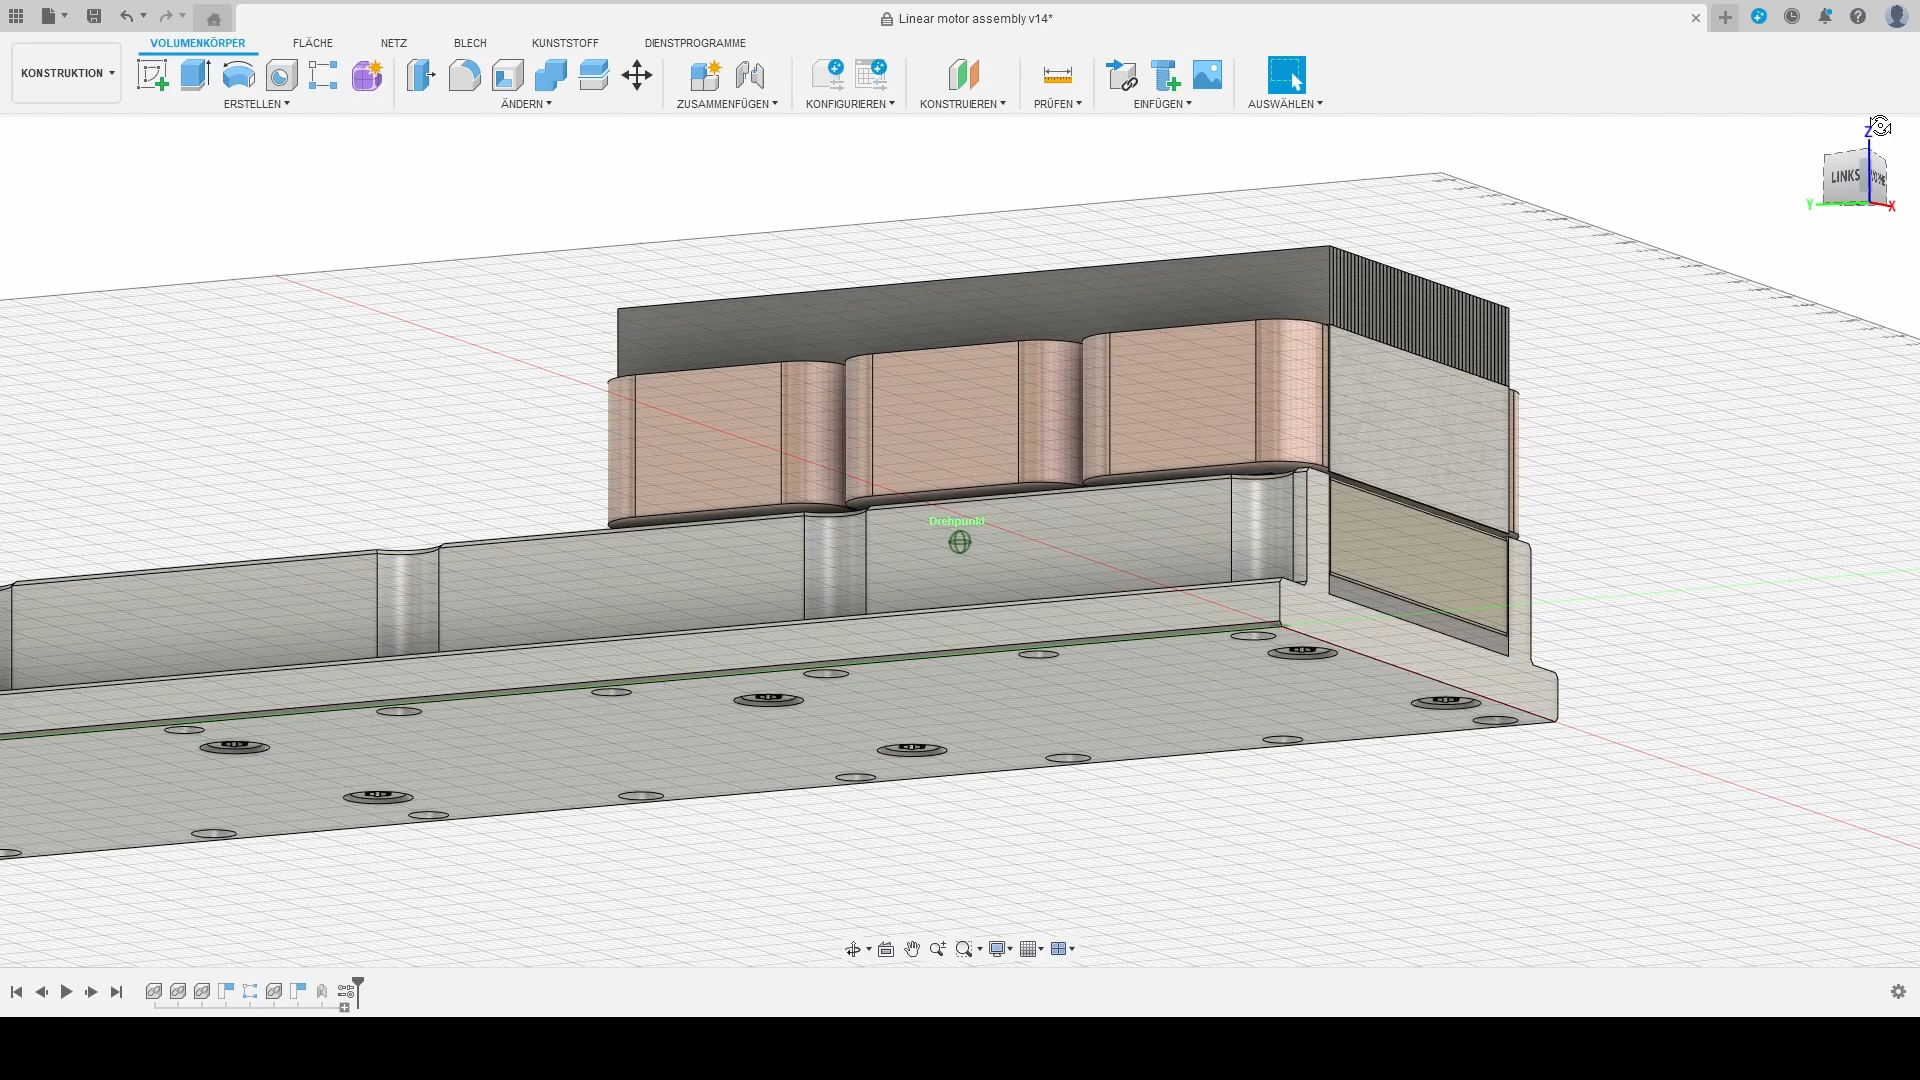 Linear motor assembly v14*
KONSTRUKTION
VOLUMENKÖRPER
FLÄCHE
NETZ
BLECH
KUNSTSTOFF
DIENSTPROGRAMME
ERSTELLEN
ÄNDERN
ZUSAMMENFÜGEN
KONFIGURIEREN
KONSTRUIEREN
PRÜFEN
EINFÜGEN
AUSWÄHLEN
Z
LINKS
Y
X
Drehpunkt